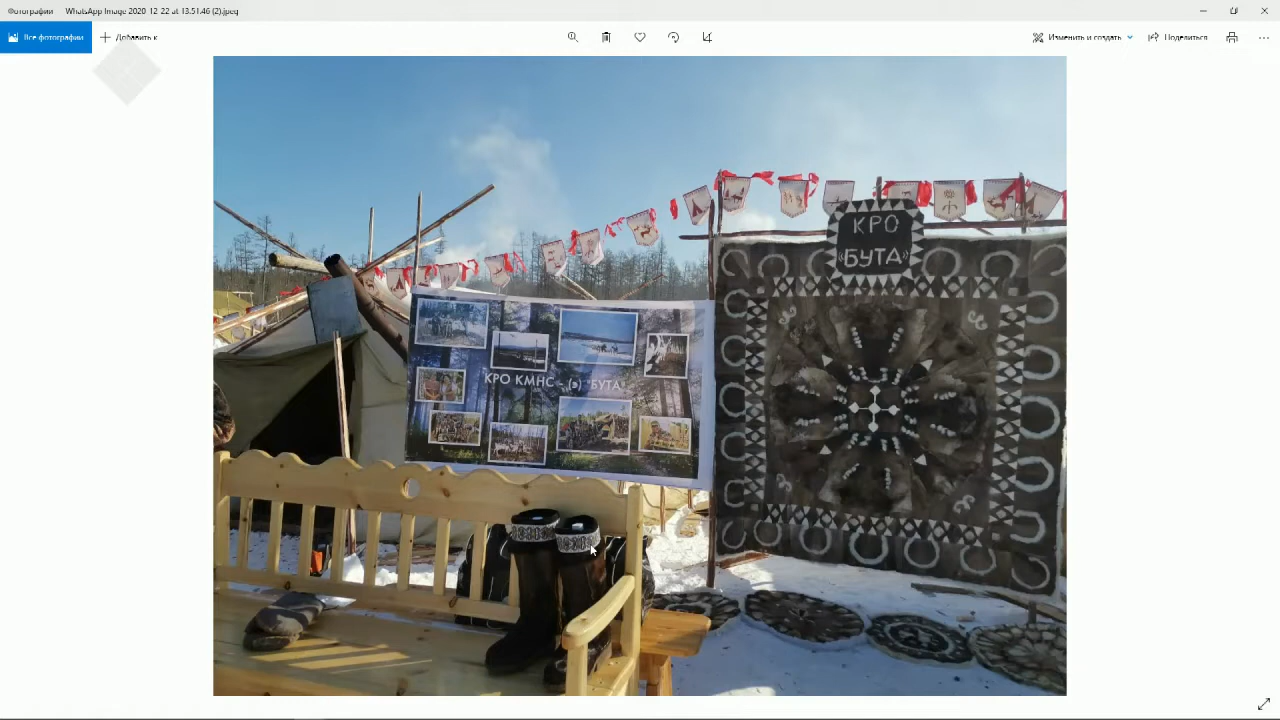 Фотографии WhatsApp Image 2020-12-22 at 13.51.46 (2).jpeg
Все фотографии
Добавить к
Изменить и создать
Поделиться
КРО
«БУТА»
КРО КМНС - (э) "БУТА"